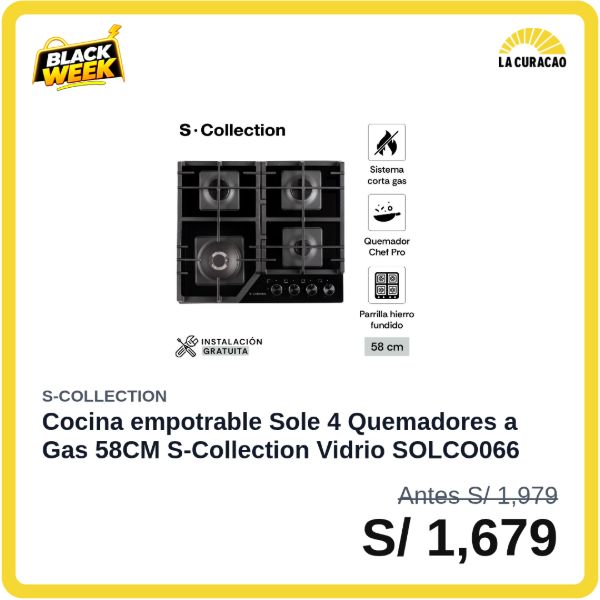 BLACK
WEEK
LA CURACAO
S·Collection
Sistema
corta gas
Quemador
Chef Pro
Parrilla hierro
fundido
INSTALACIÓN
GRATUITA
58 cm
S-COLLECTION
Cocina empotrable Sole 4 Quemadores a
Gas 58CM S-Collection Vidrio SOLCO066
Antes S/ 1,979
S/ 1,679